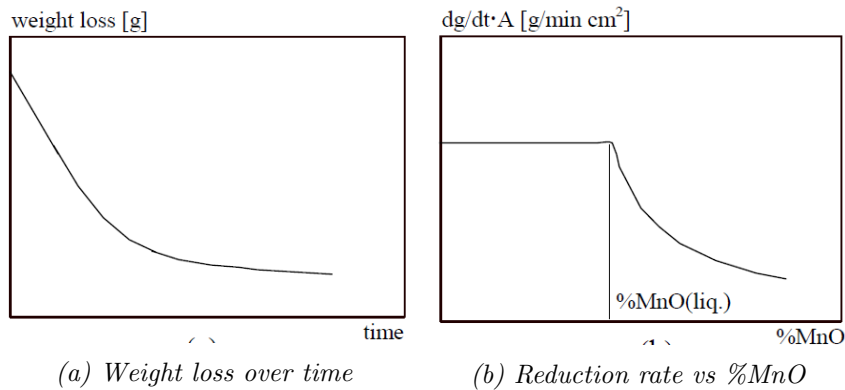 weight loss [g]
time
(a) Weight loss over time
dg/dt·A [g/min cm²]
%MnO(liq.)
%MnO
(b) Reduction rate vs %MnO